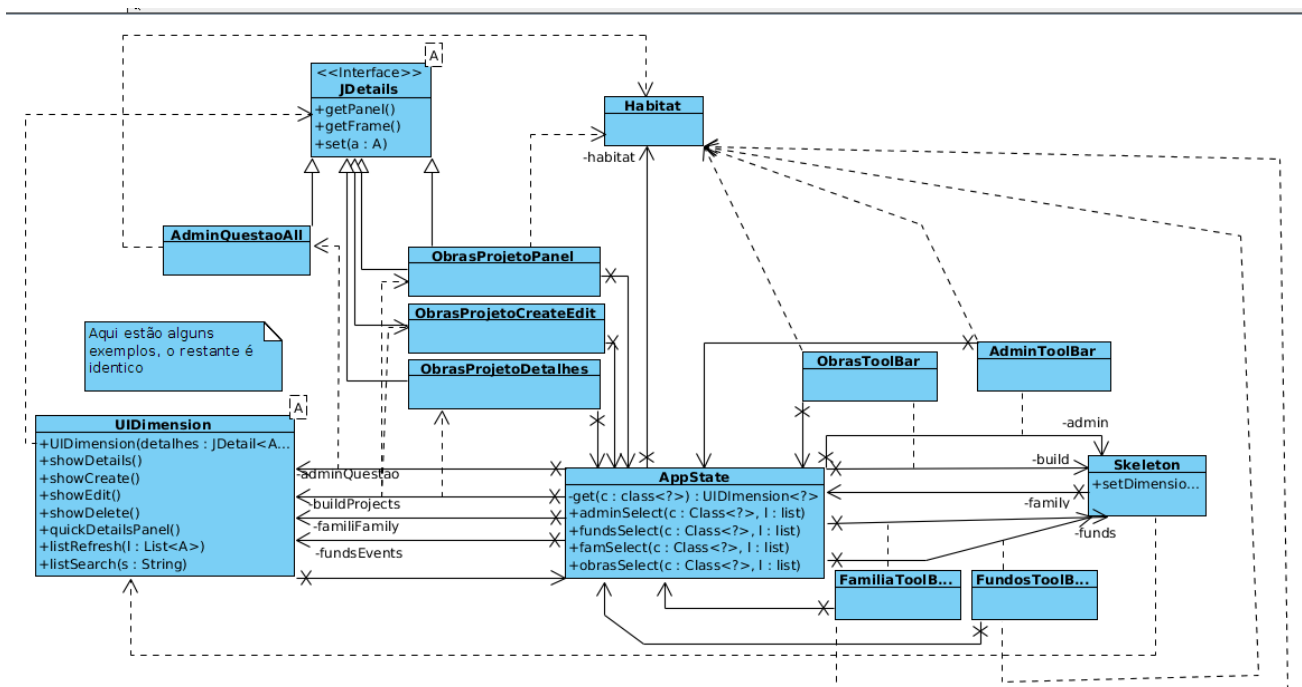 A
<<Interface>>
JDetails
+getPanel()
+getFrame()
+set(a : A)
Habitat
-habitat
AdminQuestaoAll
ObrasProjetoPanel
ObrasProjetoCreateEdit
ObrasProjetoDetalhes
Aqui estão alguns
exemplos, o restante é
identico
ObrasToolBar
AdminToolBar
A
UIDimension
+UIDimension(detalhes : JDetail<A...
+showDetails()
+showCreate()
+showEdit()
+showDelete()
+quickDetailsPanel()
+listRefresh(l : List<A>)
+listSearch(s : String)
-adminQuestao
-buildProjects
-familiFamily
-fundsEvents
AppState
-get(c : class<?>) : UIDImension<?>
+adminSelect(c : Class<?>, l : list)
+fundsSelect(c : Class<?>, l : list)
+famSelect(c : Class<?>, l : list)
+obrasSelect(c : Class<?>, l : list)
-admin
-build
-family
-funds
Skeleton
+setDimensio...
FamiliaToolB...
FundosToolB...